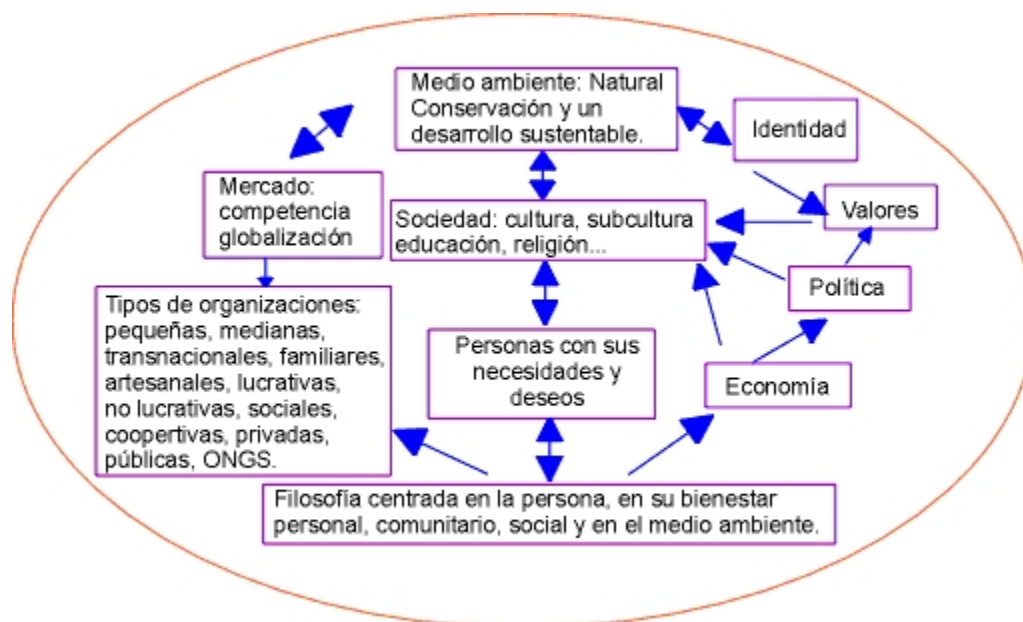 Medio ambiente: Natural
Conservación y un
desarrollo sustentable.
Identidad
Mercado:
competencia
globalización
Sociedad: cultura, subcultura
educación, religión...
Valores
Política
Tipos de organizaciones:
pequeñas, medianas,
transnacionales, familiares,
artesanales, lucrativas,
no lucrativas, sociales,
coopertivas, privadas,
públicas, ONGS.
Personas con sus
necesidades y
deseos
Economía
Filosofía centrada en la persona, en su bienestar
personal, comunitario, social y en el medio ambiente.